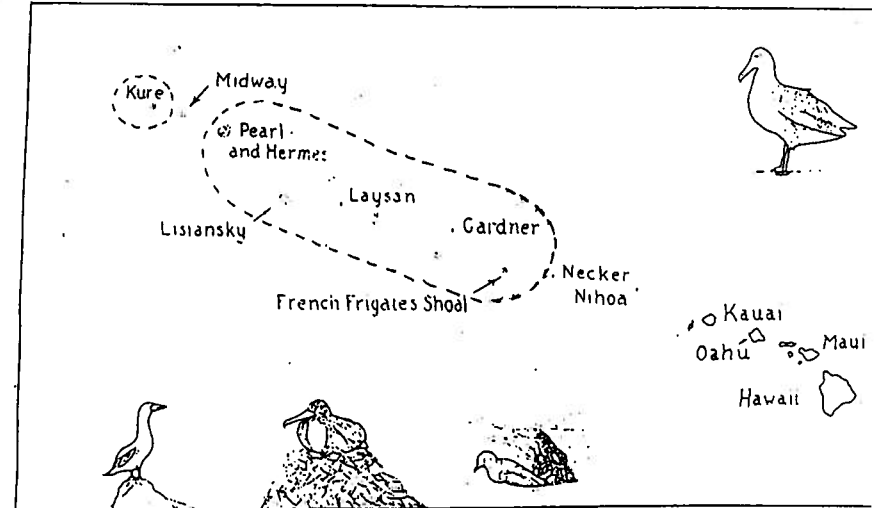 Kure
Midway
Pearl
and Hermes
Laysan
Lisiansky
Gardner
French Frigates Shoal
Necker
Nihoa
Kauai
Oahu
Maui
Hawaii